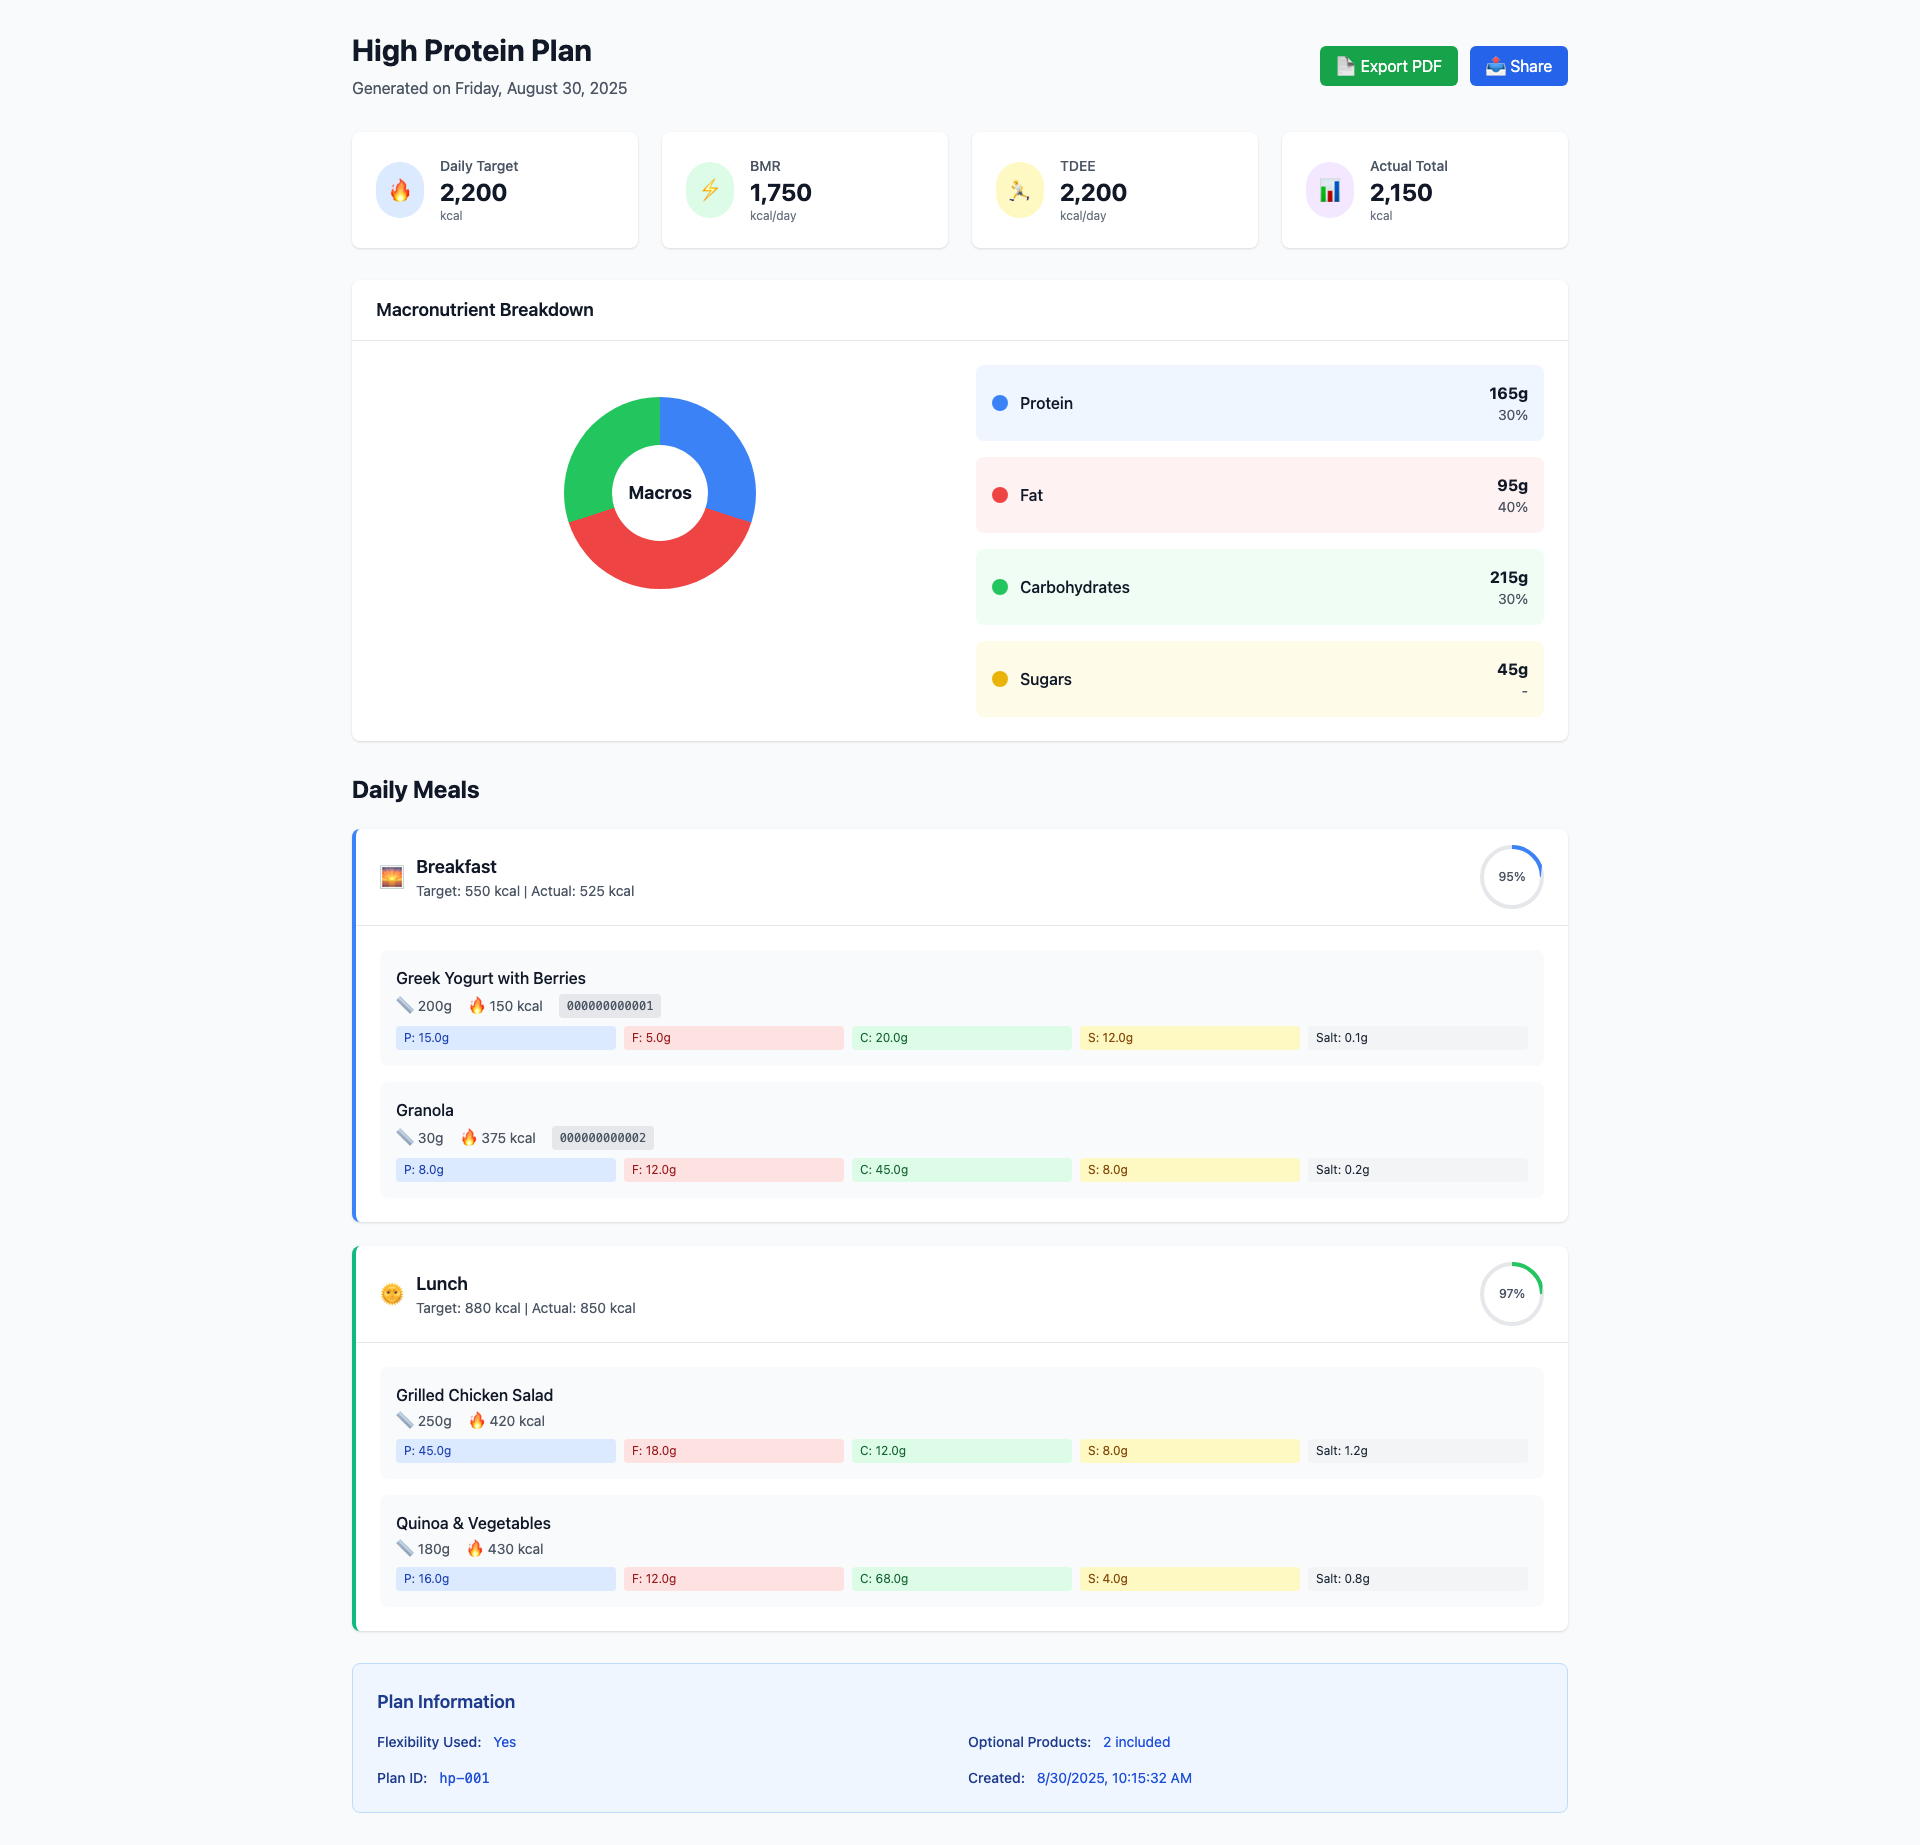 High Protein Plan
Generated on Friday, August 30, 2025
Export PDF
Share
Daily Target
2,200
kcal
BMR
1,750
kcal/day
TDEE
2,200
kcal/day
Actual Total
2,150
kcal
Macronutrient Breakdown
Macros
Protein
165g
30%
Fat
95g
40%
Carbohydrates
215g
30%
Sugars
45g
-
Daily Meals
Breakfast
Target: 550 kcal | Actual: 525 kcal
95%
Greek Yogurt with Berries
200g 150 kcal 000000000001
P: 15.0g F: 5.0g C: 20.0g S: 12.0g Salt: 0.1g
Granola
30g 375 kcal 000000000002
P: 8.0g F: 12.0g C: 45.0g S: 8.0g Salt: 0.2g
Lunch
Target: 880 kcal | Actual: 850 kcal
97%
Grilled Chicken Salad
250g 420 kcal
P: 45.0g F: 18.0g C: 12.0g S: 8.0g Salt: 1.2g
Quinoa & Vegetables
180g 430 kcal
P: 16.0g F: 12.0g C: 68.0g S: 4.0g Salt: 0.8g
Plan Information
Flexibility Used: Yes
Optional Products: 2 included
Plan ID: hp-001
Created: 8/30/2025, 10:15:32 AM